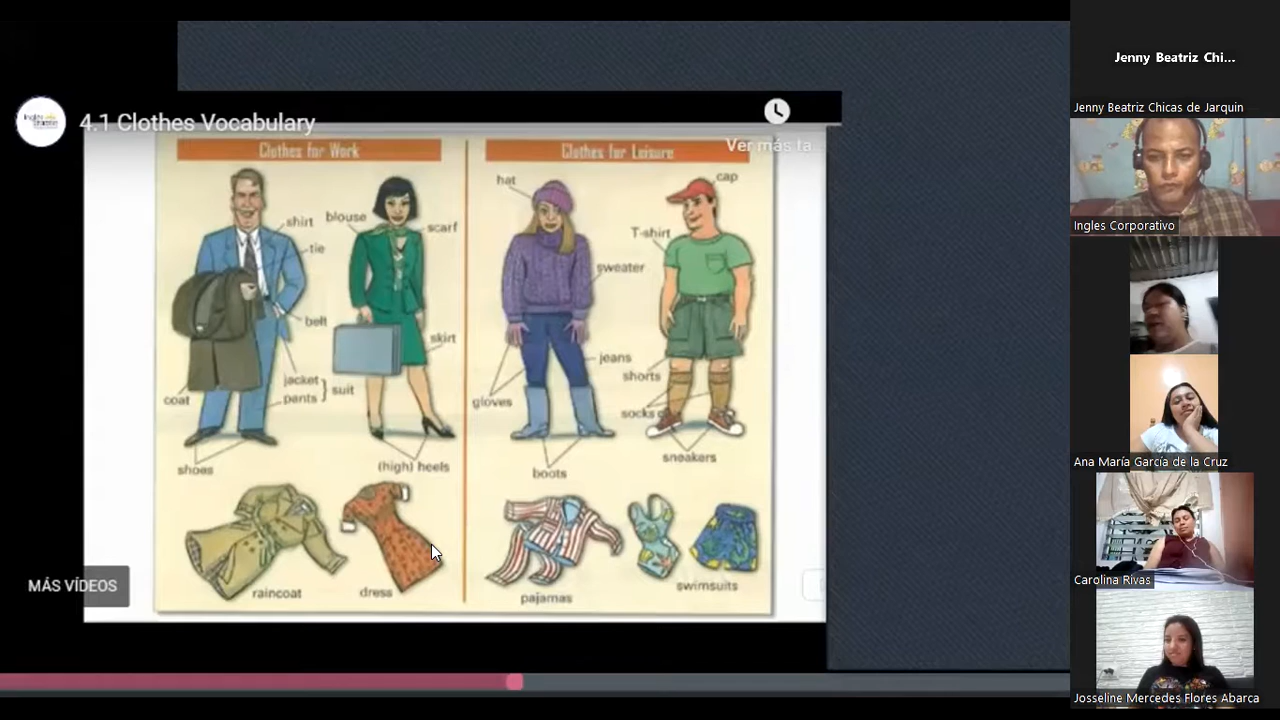 4.1 Clothes Vocabulary
Ver más ta...
Clothes for Work
Clothes for Leisure
shirt
blouse
scarf
tie
belt
skirt
jacket
pants
suit
coat
shoes
(high) heels
raincoat
dress
hat
cap
T-shirt
sweater
jeans
shorts
gloves
socks
sneakers
boots
pajamas
swimsuits
MÁS VÍDEOS
Jenny Beatriz Chi...
Jenny Beatriz Chicas de Jarquin
Ingles Corporativo
Ana María García de la Cruz
Carolina Rivas
Josseline Mercedes Flores Abarca